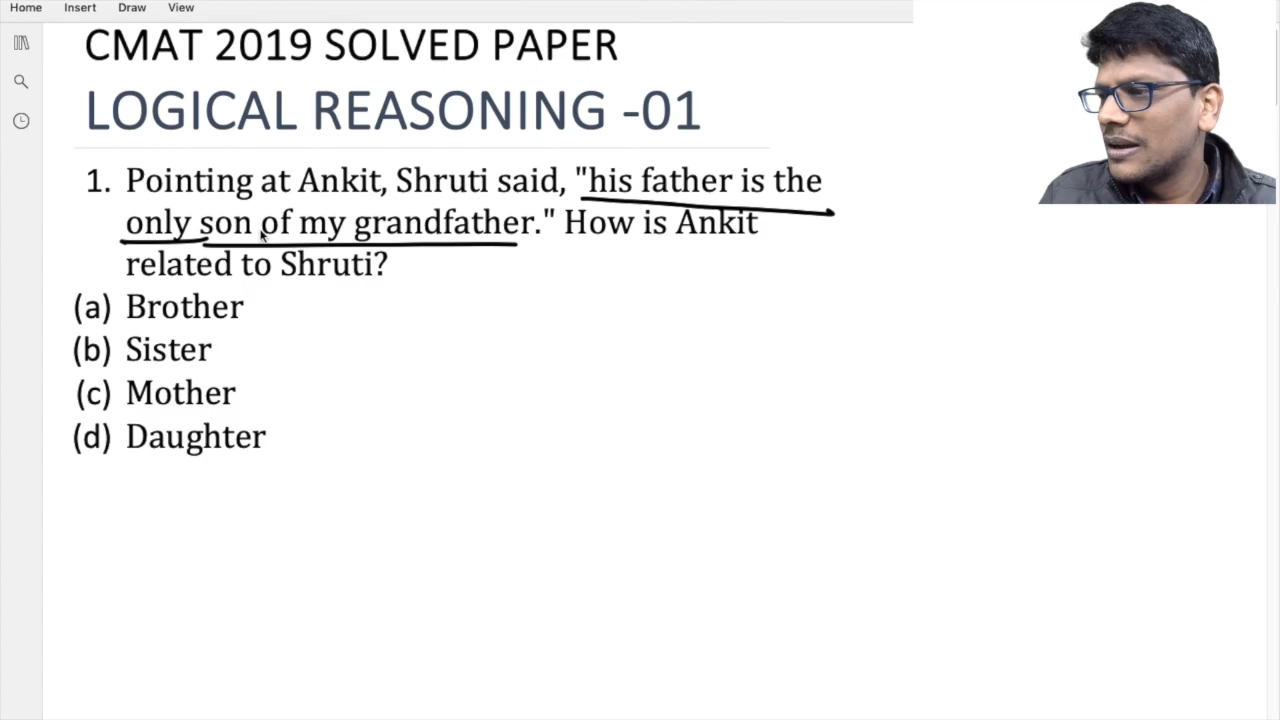 Home Insert Draw View
CMAT 2019 SOLVED PAPER
LOGICAL REASONING -01
1. Pointing at Ankit, Shruti said, "his father is the
only son of my grandfather." How is Ankit
related to Shruti?
(a) Brother
(b) Sister
(c) Mother
(d) Daughter